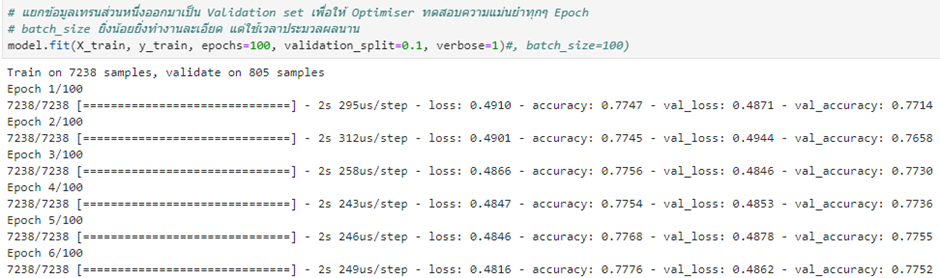 # แยกข้อมูลเทรนส่วนหนึ่งออกมาเป็น Validation set เพื่อให้ Optimiser ทดสอบความแม่นยำทุกๆ Epoch
# batch_size ยิ่งน้อยยิ่งทำงานละเอียด แต่ใช้เวลาประมวลผลนาน
model.fit(X_train, y_train, epochs=100, validation_split=0.1, verbose=1)#, batch_size=100)
Train on 7238 samples, validate on 805 samples
Epoch 1/100
7238/7238 [==============================] - 2s 295us/step - loss: 0.4910 - accuracy: 0.7747 - val_loss: 0.4871 - val_accuracy: 0.7714
Epoch 2/100
7238/7238 [==============================] - 2s 312us/step - loss: 0.4901 - accuracy: 0.7745 - val_loss: 0.4944 - val_accuracy: 0.7658
Epoch 3/100
7238/7238 [==============================] - 2s 258us/step - loss: 0.4866 - accuracy: 0.7756 - val_loss: 0.4846 - val_accuracy: 0.7730
Epoch 4/100
7238/7238 [==============================] - 2s 243us/step - loss: 0.4847 - accuracy: 0.7754 - val_loss: 0.4853 - val_accuracy: 0.7736
Epoch 5/100
7238/7238 [==============================] - 2s 246us/step - loss: 0.4846 - accuracy: 0.7768 - val_loss: 0.4878 - val_accuracy: 0.7755
Epoch 6/100
7238/7238 [==============================] - 2s 249us/step - loss: 0.4816 - accuracy: 0.7776 - val_loss: 0.4862 - val_accuracy: 0.7752